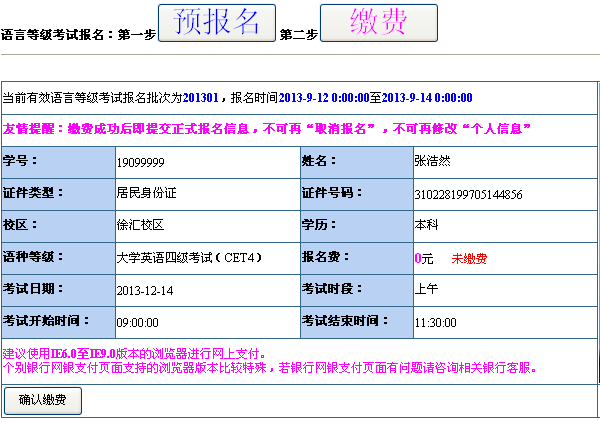 语言等级考试报名：第一步 预报名 第二步 缴费
当前有效语言等级考试报名批次为201301，报名时间2013-9-12 0:00:00至2013-9-14 0:00:00
友情提醒：缴费成功后即提交正式报名信息，不可再“取消报名”，不可再修改“个人信息”
学号： 19099999 姓名： 张浩然
证件类型： 居民身份证 证件号码： 310228199705144856
校区： 徐汇校区 学历： 本科
语种等级： 大学英语四级考试（CET4） 报名费： 0元 未缴费
考试日期： 2013-12-14 考试时段： 上午
考试开始时间： 09:00:00 考试结束时间： 11:30:00
建议使用IE6.0至IE9.0版本的浏览器进行网上支付。
个别银行网银支付页面支持的浏览器版本比较特殊，若银行网银支付页面有问题请咨询相关银行客服。
确认缴费